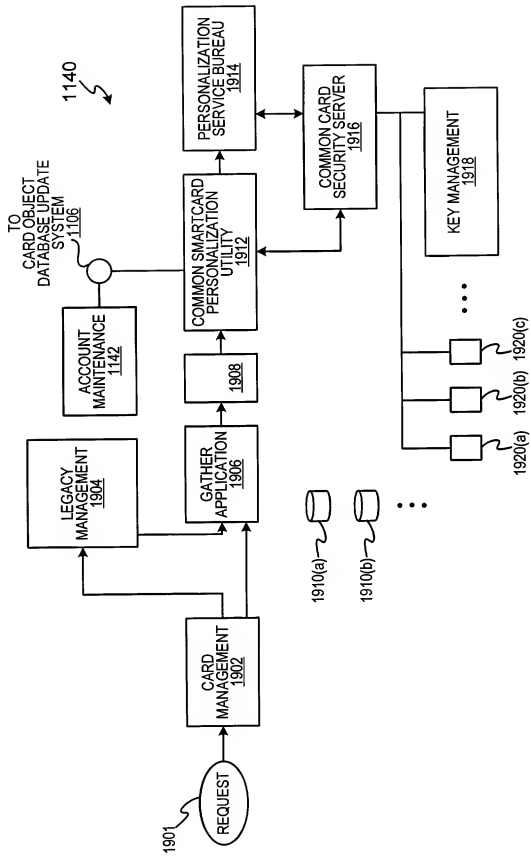 1140
TO
CARD OBJECT
DATABASE UPDATE
SYSTEM
1106
ACCOUNT
MAINTENANCE
1142
LEGACY
MANAGEMENT
1904
PERSONALIZATION
SERVICE BUREAU
1914
COMMON SMARTCARD
PERSONALIZATION
UTILITY
1912
1908
GATHER
APPLICATION
1906
CARD
MANAGEMENT
1902
REQUEST
1901
COMMON CARD
SECURITY SERVER
1916
KEY MANAGEMENT
1918
1910(a)
1910(b)
1920(a)
1920(b)
1920(c)